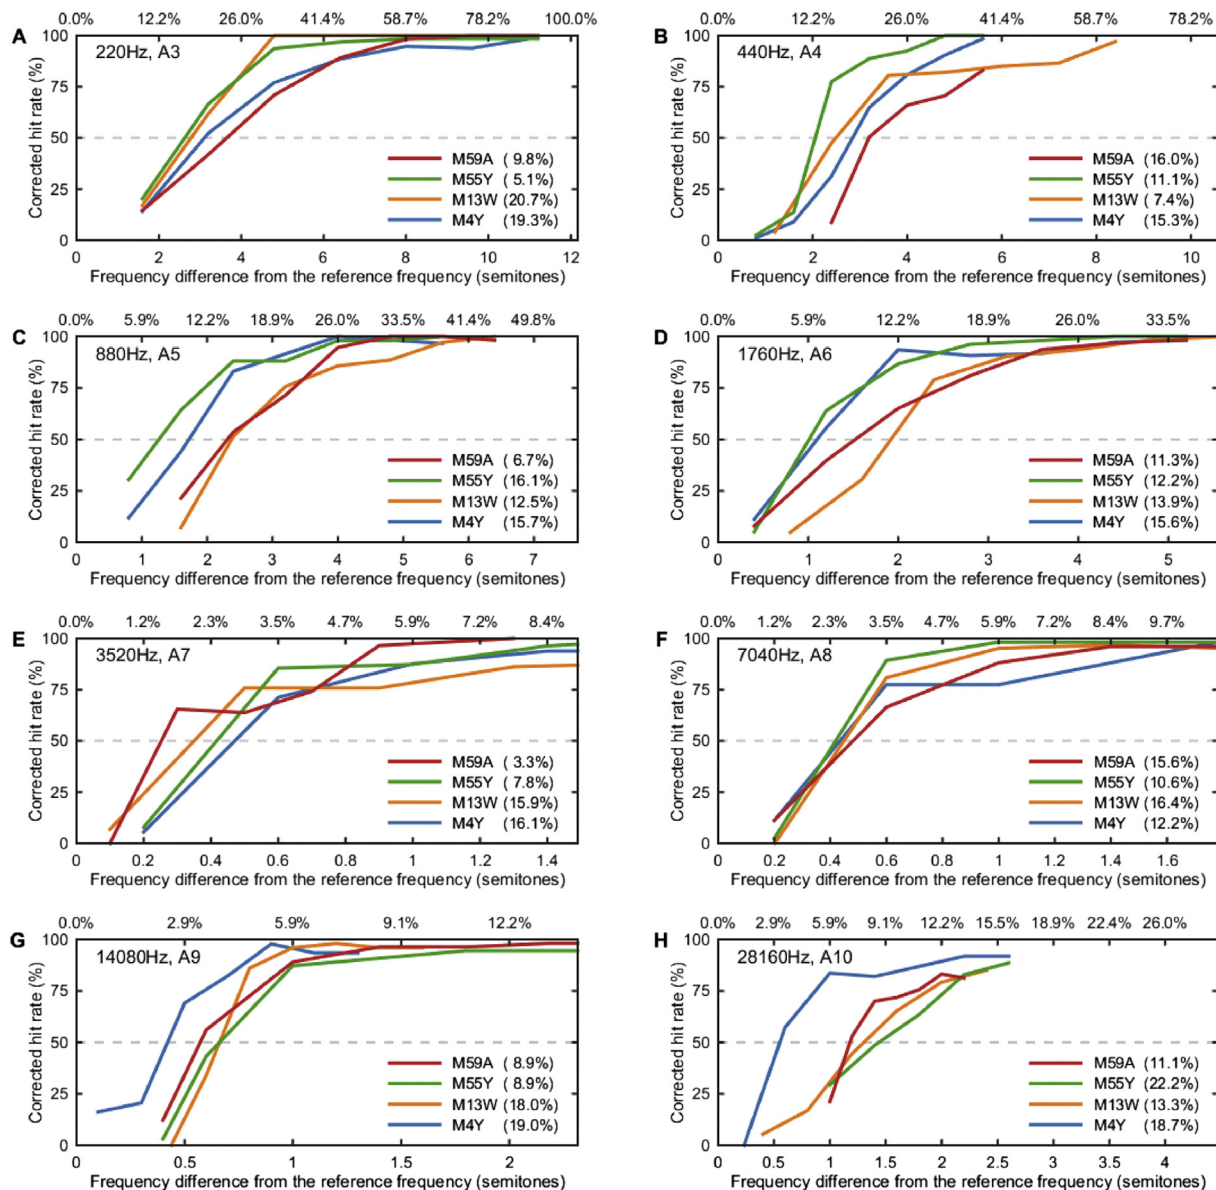 0.0% 12.2% 26.0% 41.4% 58.7% 78.2% 100.0%
A
220Hz, A3
Corrected hit rate (%)
100
75
50
25
0
M59A ( 9.8%)
M55Y ( 5.1%)
M13W (20.7%)
M4Y (19.3%)
0 2 4 6 8 10 12
Frequency difference from the reference frequency (semitones)
0.0% 12.2% 26.0% 41.4% 58.7% 78.2%
B
440Hz, A4
Corrected hit rate (%)
100
75
50
25
0
M59A (16.0%)
M55Y (11.1%)
M13W ( 7.4%)
M4Y (15.3%)
0 2 4 6 8 10
Frequency difference from the reference frequency (semitones)
0.0% 5.9% 12.2% 18.9% 26.0% 33.5% 41.4% 49.8%
C
880Hz, A5
Corrected hit rate (%)
100
75
50
25
0
M59A ( 6.7%)
M55Y (16.1%)
M13W (12.5%)
M4Y (15.7%)
0 1 2 3 4 5 6 7
Frequency difference from the reference frequency (semitones)
0.0% 5.9% 12.2% 18.9% 26.0% 33.5%
D
1760Hz, A6
Corrected hit rate (%)
100
75
50
25
0
M59A (11.3%)
M55Y (12.2%)
M13W (13.9%)
M4Y (15.6%)
0 1 2 3 4 5
Frequency difference from the reference frequency (semitones)
0.0% 1.2% 2.3% 3.5% 4.7% 5.9% 7.2% 8.4%
E
3520Hz, A7
Corrected hit rate (%)
100
75
50
25
0
M59A ( 3.3%)
M55Y ( 7.8%)
M13W (15.9%)
M4Y (16.1%)
0 0.2 0.4 0.6 0.8 1 1.2 1.4
Frequency difference from the reference frequency (semitones)
0.0% 1.2% 2.3% 3.5% 4.7% 5.9% 7.2% 8.4% 9.7%
F
7040Hz, A8
Corrected hit rate (%)
100
75
50
25
0
M59A (15.6%)
M55Y (10.6%)
M13W (16.4%)
M4Y (12.2%)
0 0.2 0.4 0.6 0.8 1 1.2 1.4 1.6
Frequency difference from the reference frequency (semitones)
0.0% 2.9% 5.9% 9.1% 12.2%
G
14080Hz, A9
Corrected hit rate (%)
100
75
50
25
0
M59A ( 8.9%)
M55Y ( 8.9%)
M13W (18.0%)
M4Y (19.0%)
0 0.5 1 1.5 2
Frequency difference from the reference frequency (semitones)
0.0% 2.9% 5.9% 9.1% 12.2% 15.5% 18.9% 22.4% 26.0%
H
28160Hz, A10
Corrected hit rate (%)
100
75
50
25
0
M59A (11.1%)
M55Y (22.2%)
M13W (13.3%)
M4Y (18.7%)
0 0.5 1 1.5 2 2.5 3 3.5 4
Frequency difference from the reference frequency (semitones)